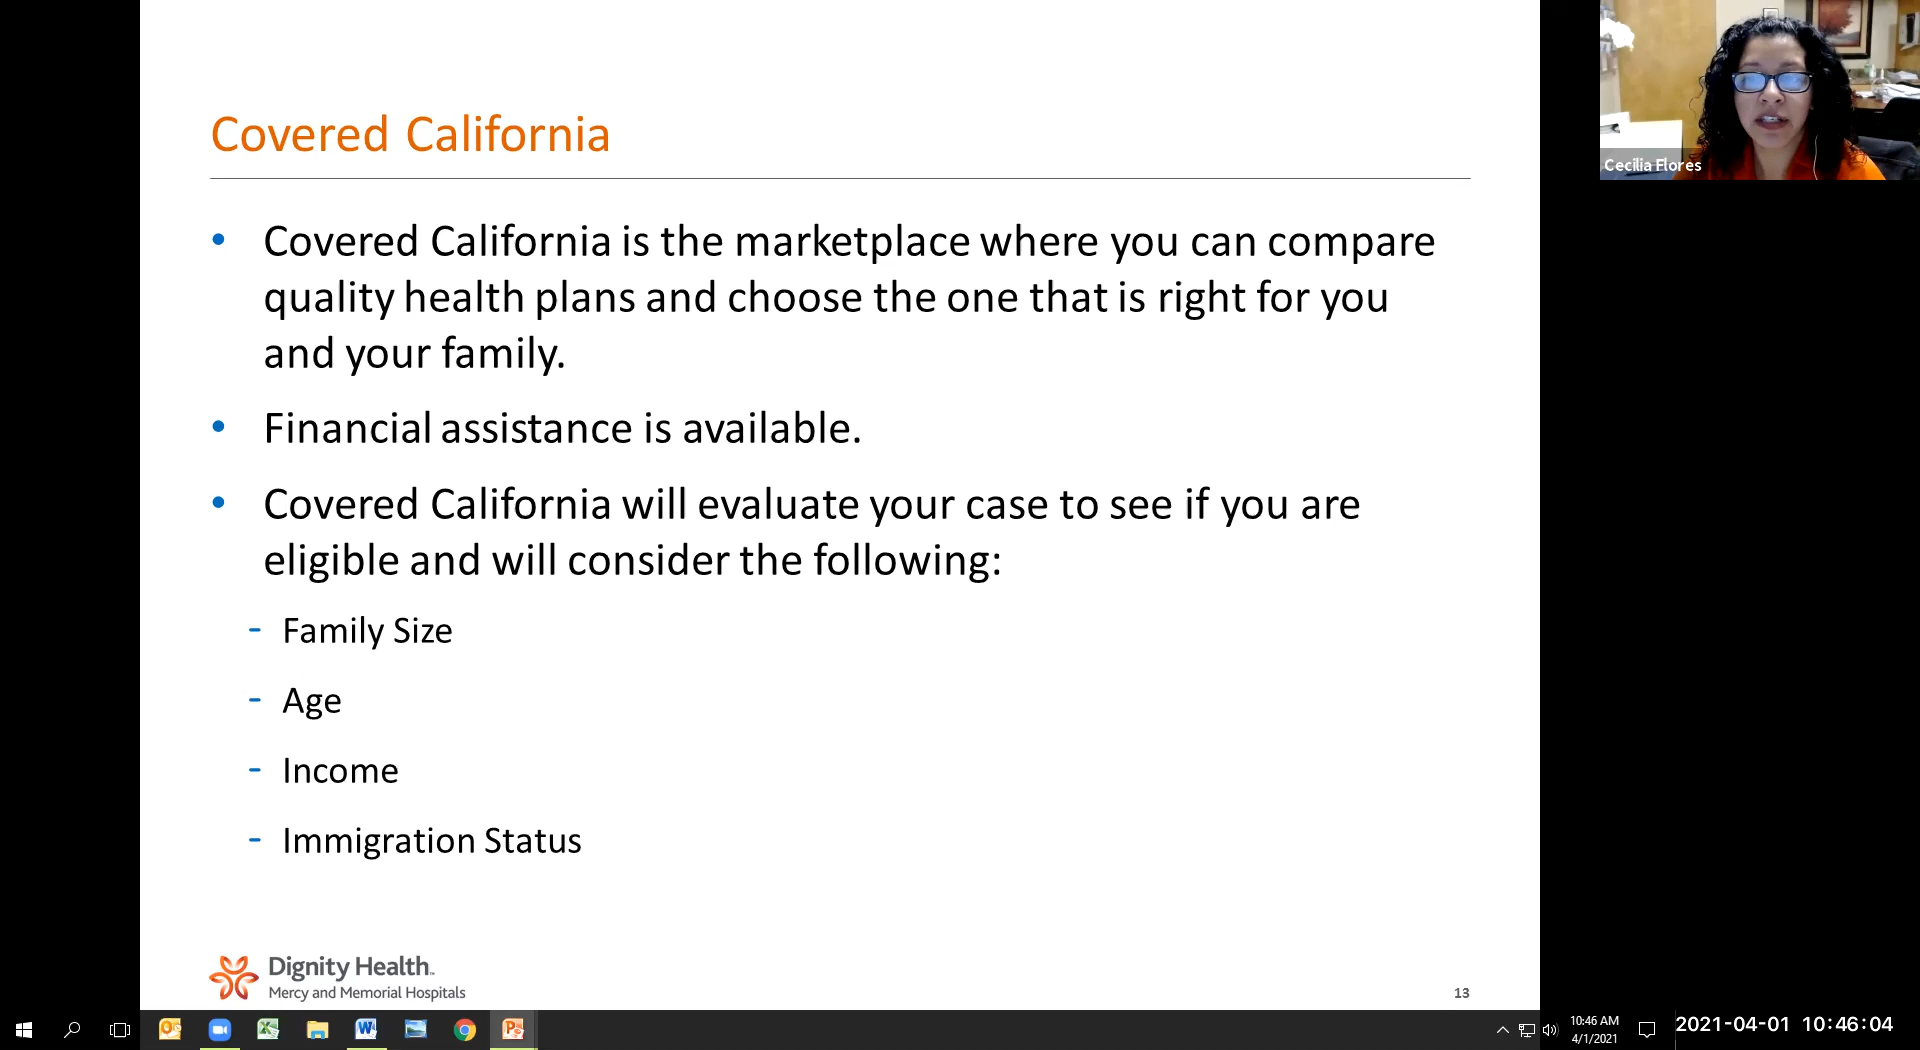 Covered California
• Covered California is the marketplace where you can compare
quality health plans and choose the one that is right for you
and your family.
• Financial assistance is available.
• Covered California will evaluate your case to see if you are
eligible and will consider the following:
- Family Size
- Age
- Income
- Immigration Status
Dignity Health™
Mercy and Memorial Hospitals
13
Cecilia Flores
10:46 AM
4/1/2021
2021-04-01 10:46:04